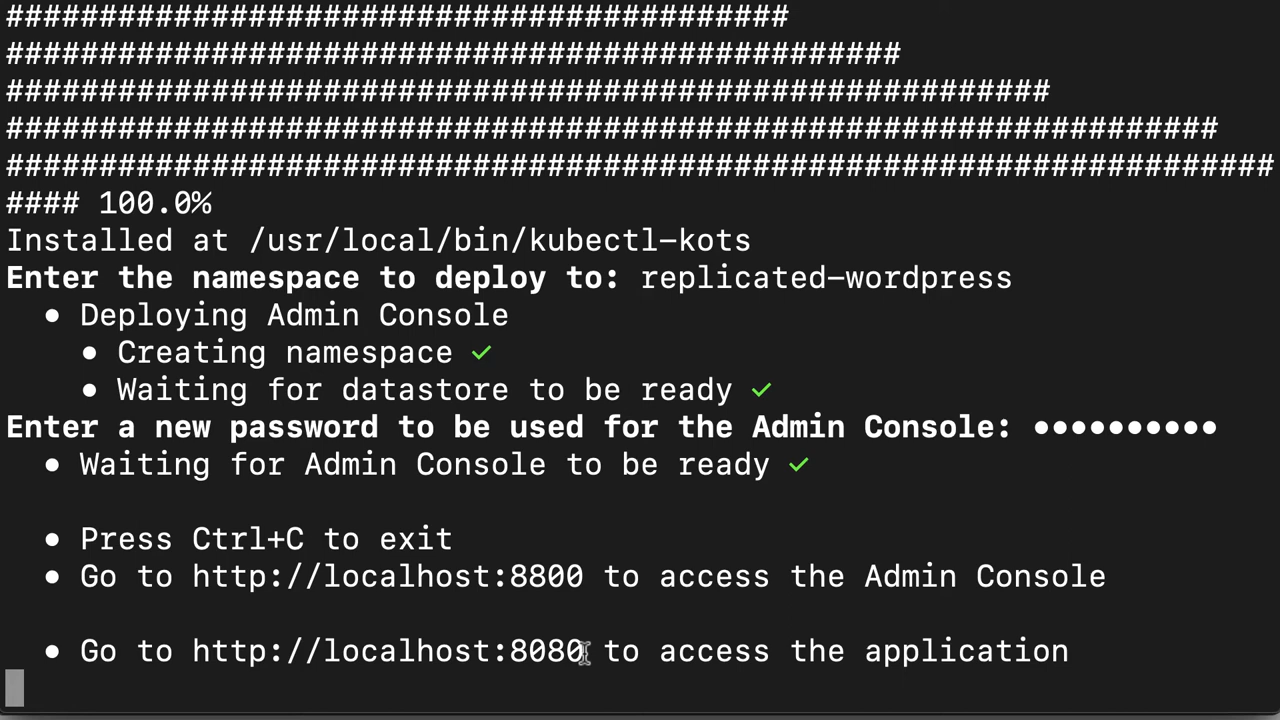 ##########################################
################################################
########################################################
#################################################################
####################################################################
#### 100.0%
Installed at /usr/local/bin/kubectl-kots
Enter the namespace to deploy to: replicated-wordpress
• Deploying Admin Console
• Creating namespace ✓
• Waiting for datastore to be ready ✓
Enter a new password to be used for the Admin Console: ••••••••••
• Waiting for Admin Console to be ready ✓
• Press Ctrl+C to exit
• Go to http://localhost:8800 to access the Admin Console
• Go to http://localhost:8080 to access the application